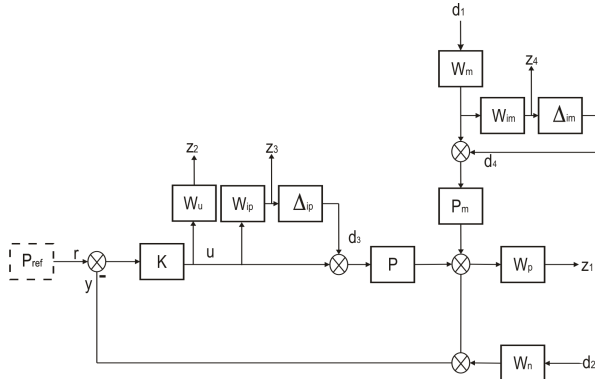 d1
Wm
z4
Wim
Δim
d4
z2
z3
Wu
Wip
Δip
Pm
d3
Pref
r
K
u
P
Wp
z1
y
-
Wn
d2